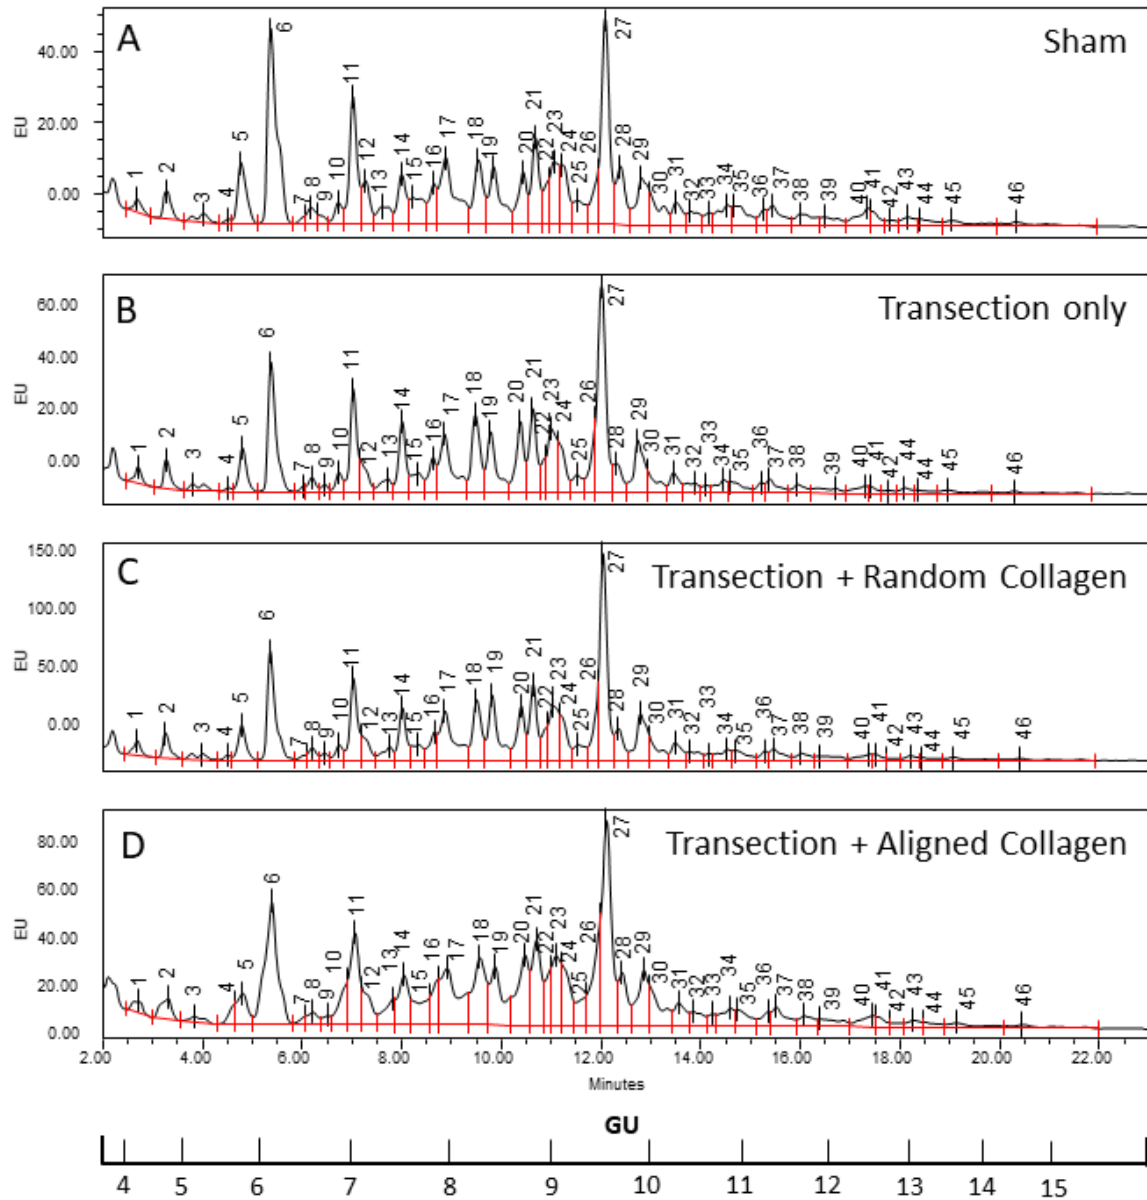 A
Sham
40.00
20.00
0.00
EU
1 2 3 4 5 6 7 8 9 10 11 12 13 14 15 16 17 18 19 20 21 22 23 24 25 26 27 28 29 30 31 32 33 34 35 36 37 38 39 40 41 42 43 44 45 46
B
Transection only
60.00
40.00
20.00
0.00
EU
1 2 3 4 5 6 7 8 9 10 11 12 13 14 15 16 17 18 19 20 21 22 23 24 25 26 27 28 29 30 31 32 33 34 35 36 37 38 39 40 41 42 44 44 45 46
C
Transection + Random Collagen
150.00
100.00
50.00
0.00
EU
1 2 3 4 5 6 7 8 9 10 11 12 13 14 15 16 17 18 19 20 21 22 23 24 25 26 27 28 29 30 31 32 33 34 35 36 37 38 39 40 41 42 43 44 45 46
D
Transection + Aligned Collagen
80.00
60.00
40.00
20.00
0.00
EU
1 2 3 4 5 6 7 8 9 10 11 12 13 14 15 16 17 18 19 20 21 22 23 24 25 26 27 28 29 30 31 32 33 34 35 36 37 38 39 40 41 42 43 44 45 46
2.00 4.00 6.00 8.00 10.00 12.00 14.00 16.00 18.00 20.00 22.00
Minutes
GU
4 5 6 7 8 9 10 11 12 13 14 15